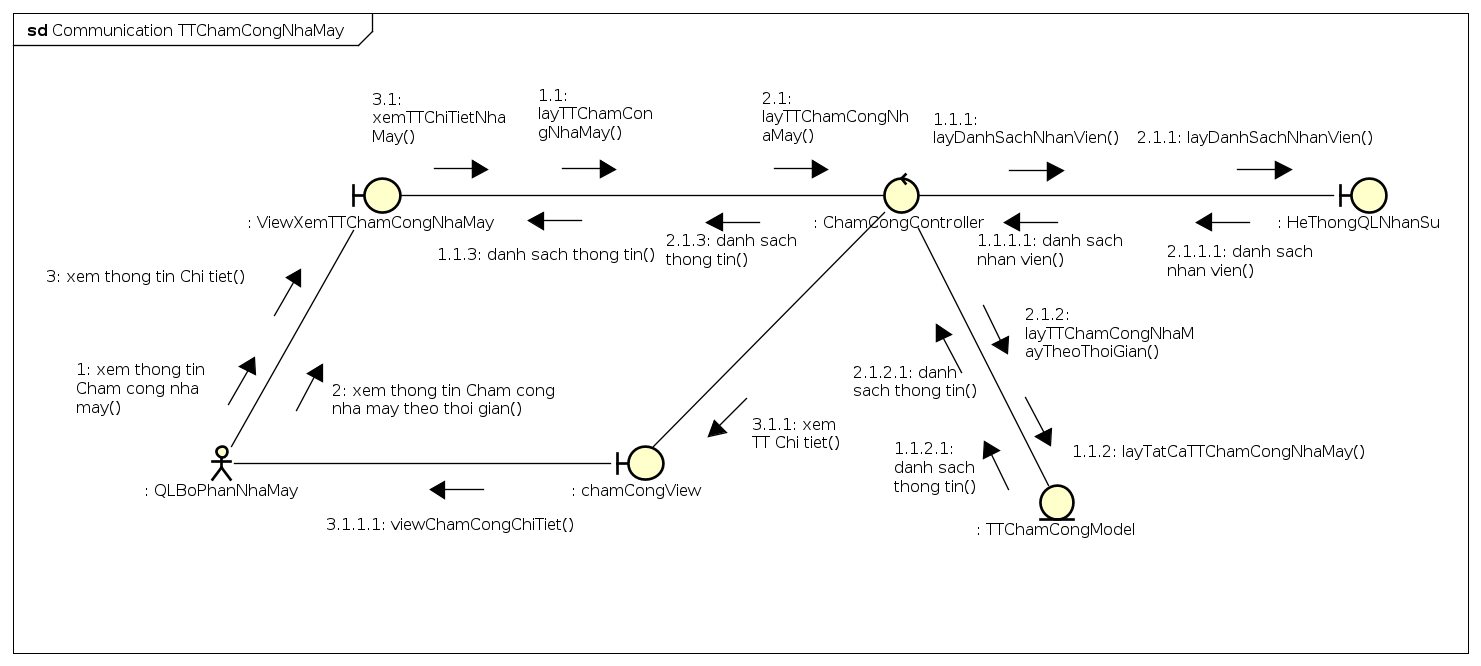 sd Communication TTChamCongNhaMay
3.1:
xemTTChiTietNha
May()
1.1:
layTTChamCon
gNhaMay()
2.1:
layTTChamCongNh
aMay()
1.1.1:
layDanhSachNhanVien()
2.1.1: layDanhSachNhanVien()
: ViewXemTTChamCongNhaMay
: ChamCongController
: HeThongQLNhanSu
1.1.3: danh sach thong tin()
2.1.3: danh sach
thong tin()
1.1.1.1: danh sach
nhan vien()
2.1.1.1: danh sach
nhan vien()
3: xem thong tin Chi tiet()
2.1.2:
layTTChamCongNhaM
ayTheoThoiGian()
1: xem thong tin
Cham cong nha
may()
2: xem thong tin Cham cong
nha may theo thoi gian()
2.1.2.1: danh
sach thong tin()
3.1.1: xem
TT Chi tiet()
1.1.2.1:
danh sach
thong tin()
1.1.2: layTatCaTTChamCongNhaMay()
: QLBoPhanNhaMay
: chamCongView
3.1.1.1: viewChamCongChiTiet()
: TTChamCongModel